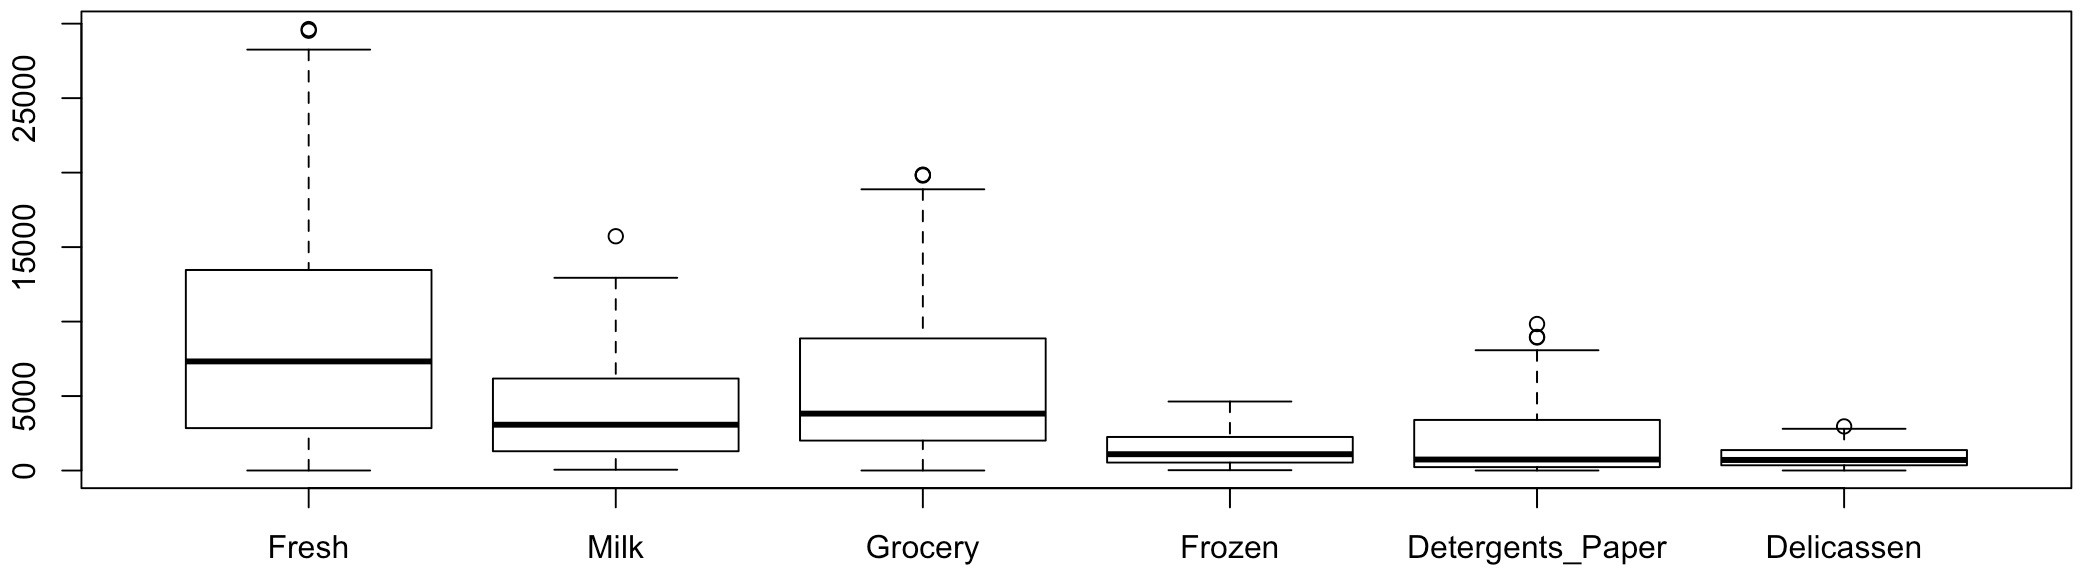 25000
15000
5000
0
Fresh Milk Grocery Frozen Detergents_Paper Delicassen